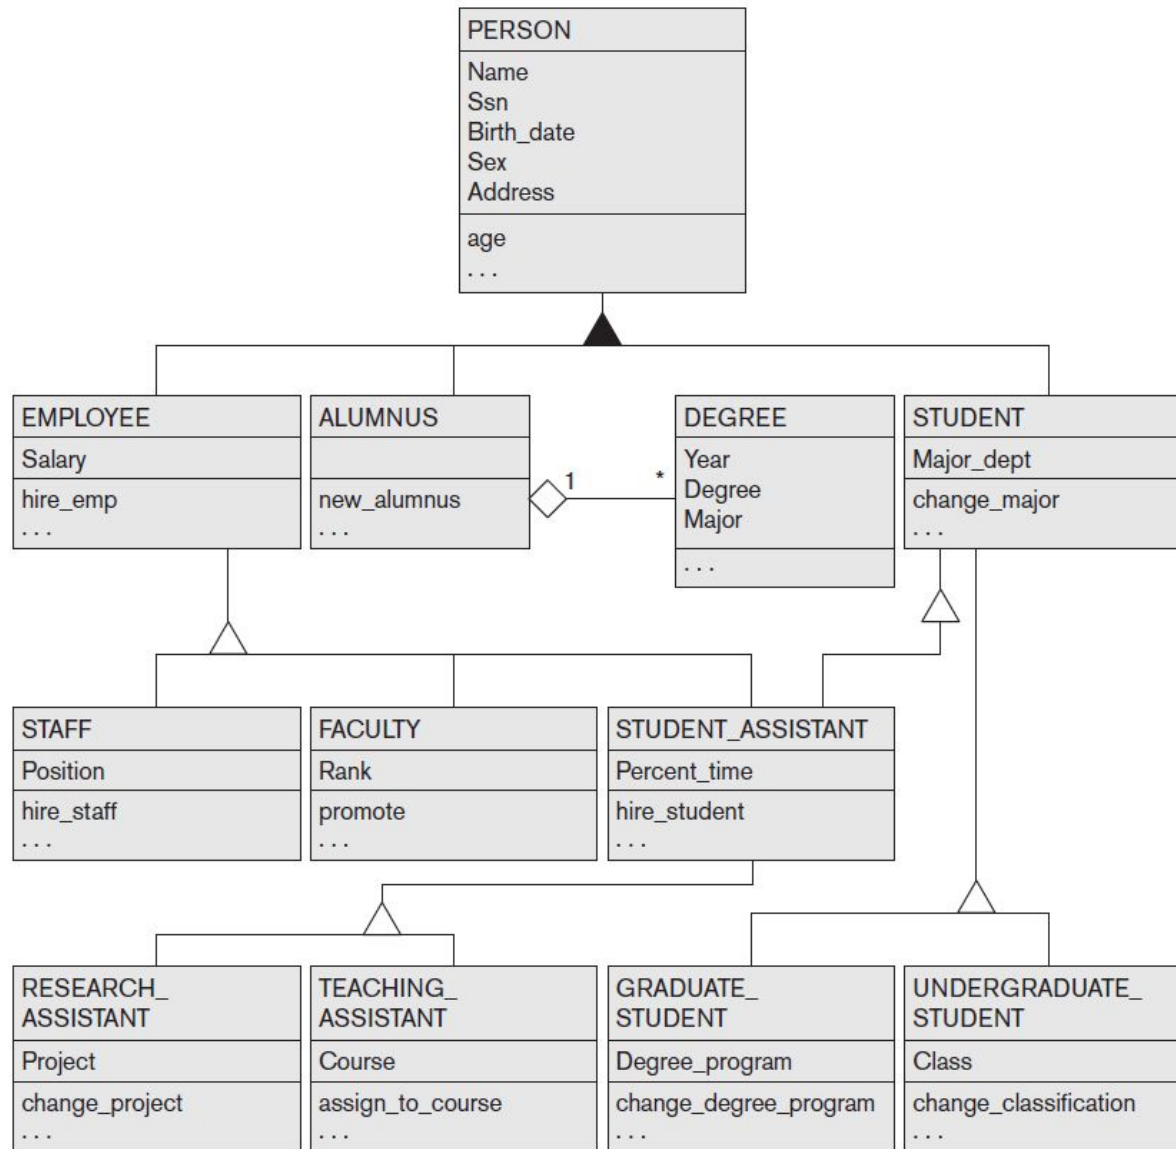 PERSON
Name
Ssn
Birth_date
Sex
Address
age
. . .
EMPLOYEE
Salary
hire_emp
. . .
ALUMNUS
new_alumnus
. . .
1
*
DEGREE
Year
Degree
Major
. . .
STUDENT
Major_dept
change_major
. . .
STAFF
Position
hire_staff
. . .
FACULTY
Rank
promote
. . .
STUDENT_ASSISTANT
Percent_time
hire_student
. . .
RESEARCH_
ASSISTANT
Project
change_project
. . .
TEACHING_
ASSISTANT
Course
assign_to_course
. . .
GRADUATE_
STUDENT
Degree_program
change_degree_program
. . .
UNDERGRADUATE_
STUDENT
Class
change_classification
. . .